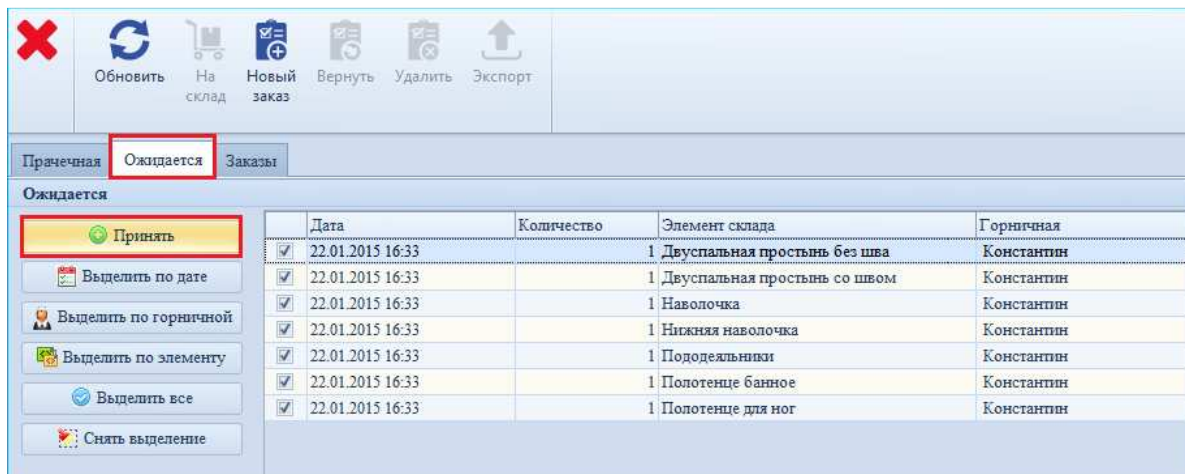 Обновить На склад Новый заказ Вернуть Удалить Экспорт
Прачечная Ожидается Заказы
Ожидается
Принять
Выделить по дате
Выделить по горничной
Выделить по элементу
Выделить все
Снять выделение
Дата Количество Элемент склада Горничная
22.01.2015 16:33 1 Двуспальная простынь без шва Константин
22.01.2015 16:33 1 Двуспальная простынь со швом Константин
22.01.2015 16:33 1 Наволочка Константин
22.01.2015 16:33 1 Нижняя наволочка Константин
22.01.2015 16:33 1 Пододеяльники Константин
22.01.2015 16:33 1 Полотенце банное Константин
22.01.2015 16:33 1 Полотенце для ног Константин